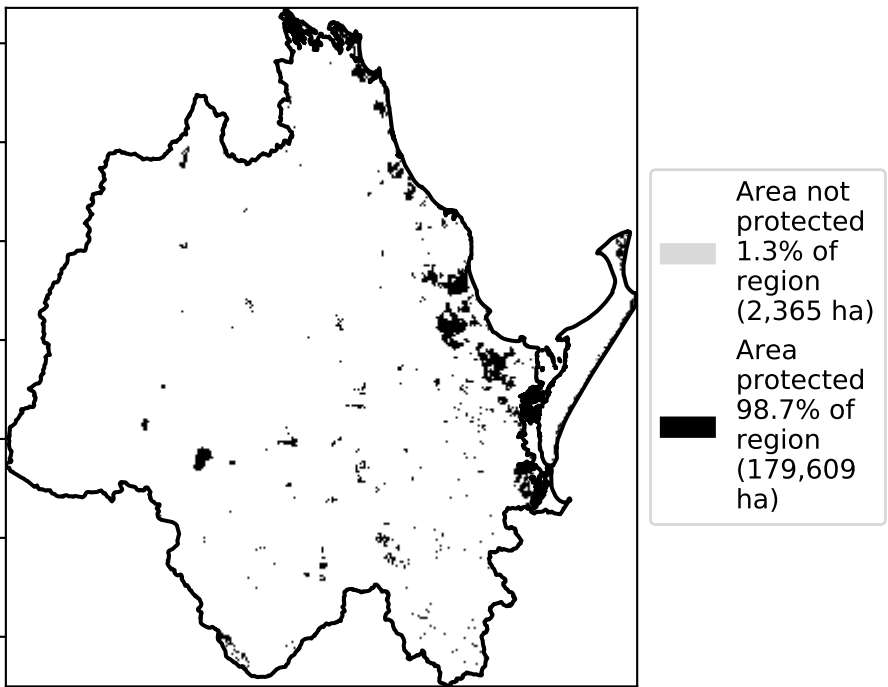 Area not
protected
1.3% of
region
(2,365 ha)
Area
protected
98.7% of
region
(179,609
ha)